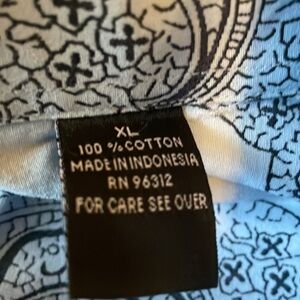 XL
100 % COTTON
MADE IN INDONESIA
RN 96312
FOR CARE SEE OVER